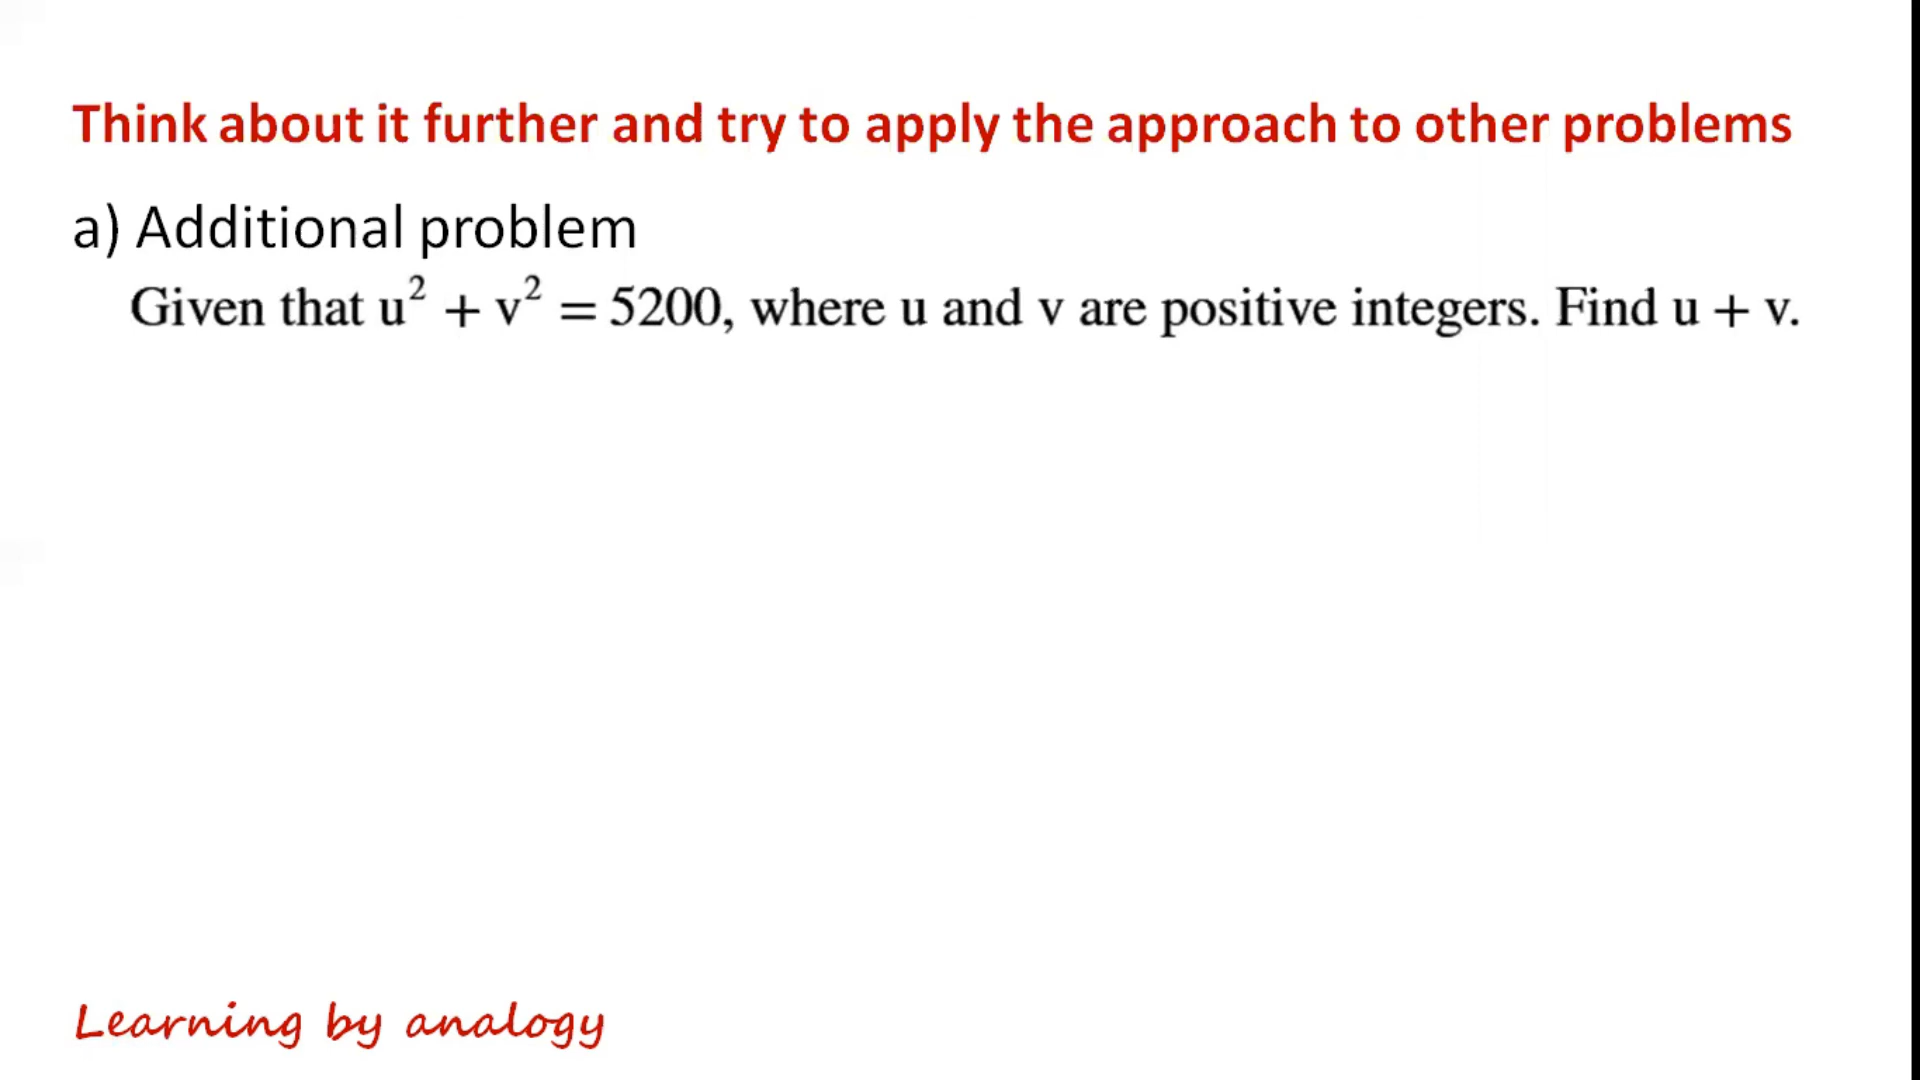 Think about it further and try to apply the approach to other problems
a) Additional problem
Given that u² + v² = 5200, where u and v are positive integers. Find u + v.
Learning by analogy